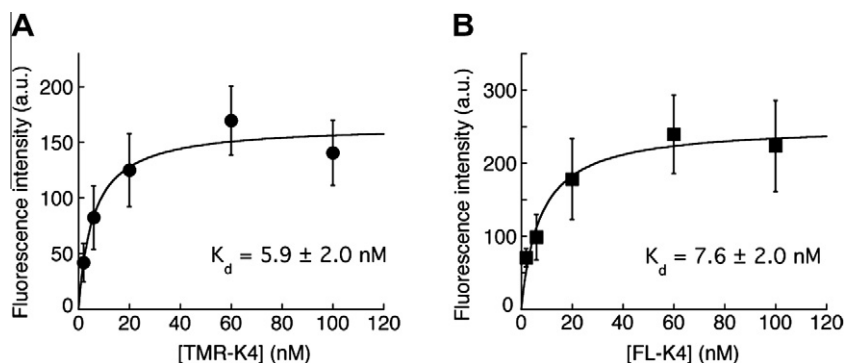 A
Fluorescence intensity (a.u.)
200
150
100
50
0
0 20 40 60 80 100 120
[TMR-K4] (nM)
K_d = 5.9 ± 2.0 nM
B
Fluorescence intensity (a.u.)
300
200
100
0
0 20 40 60 80 100 120
[FL-K4] (nM)
K_d = 7.6 ± 2.0 nM